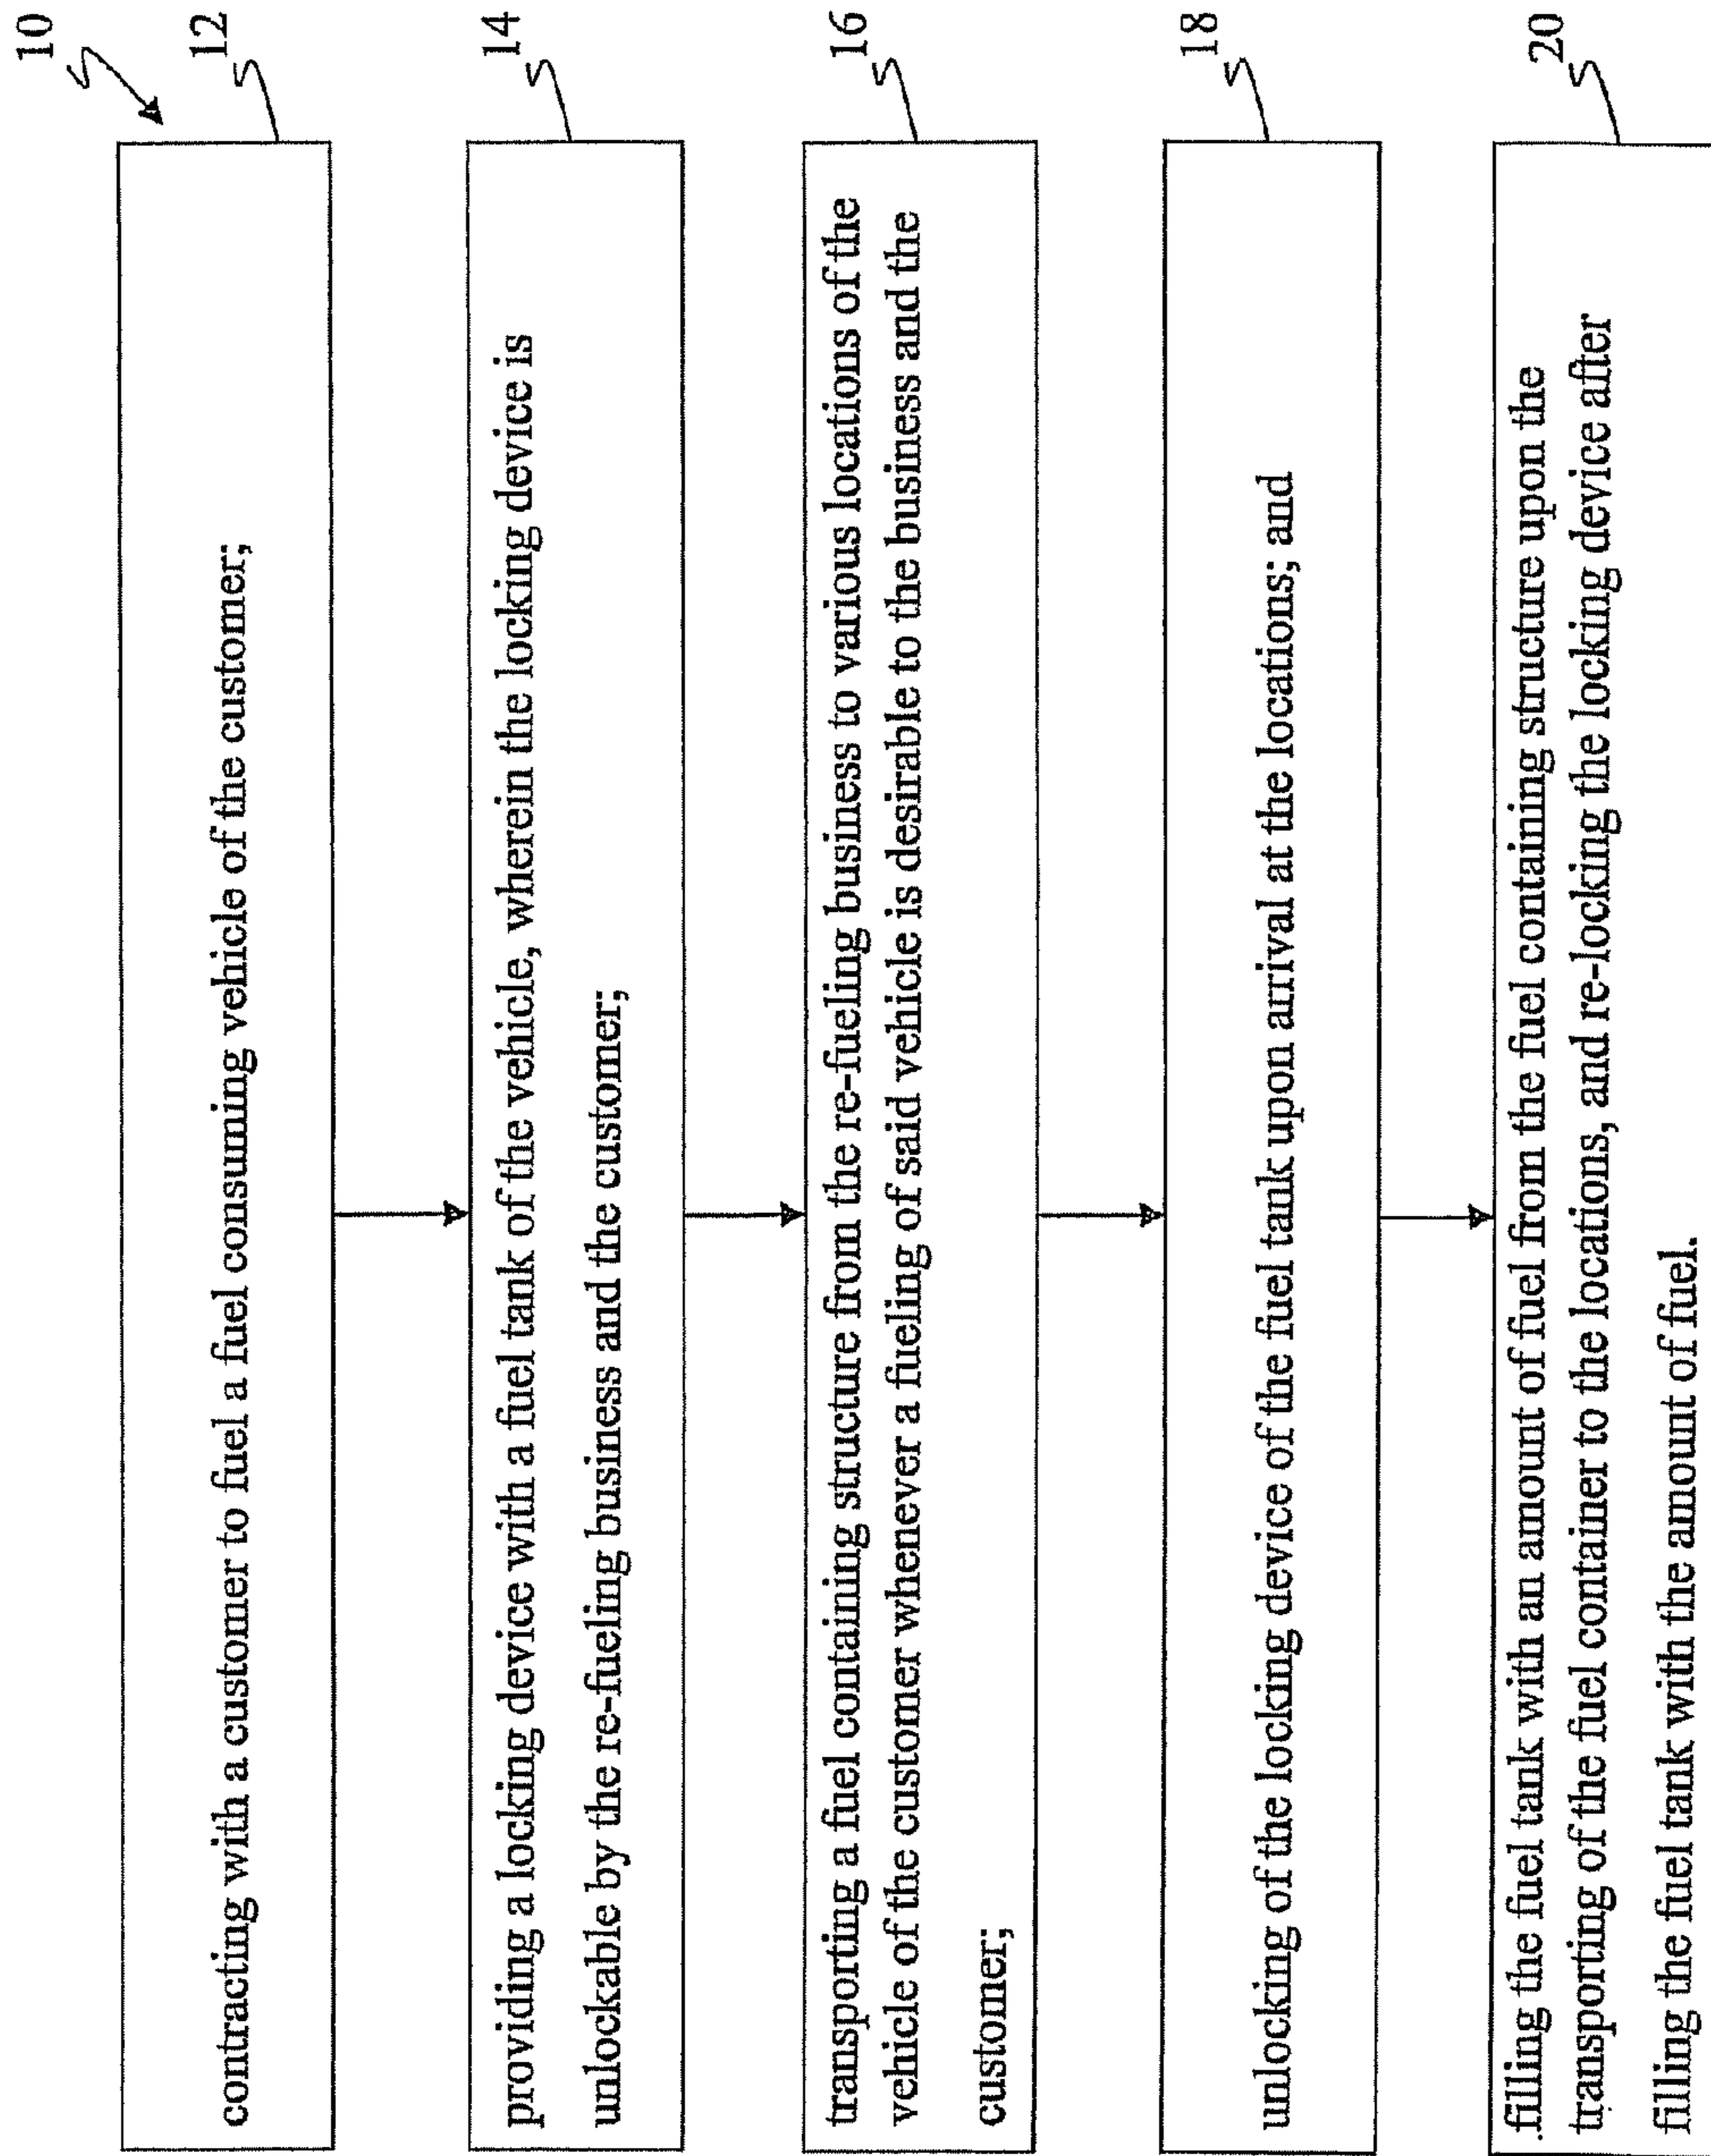 10
12
contracting with a customer to fuel a fuel consuming vehicle of the customer;
14
providing a locking device with a fuel tank of the vehicle, wherein the locking device is
unlockable by the re-fueling business and the customer;
16
transporting a fuel containing structure from the re-fueling business to various locations of the
vehicle of the customer whenever a fueling of said vehicle is desirable to the business and the
customer;
18
unlocking of the locking device of the fuel tank upon arrival at the locations; and
20
filling the fuel tank with an amount of fuel from the fuel containing structure upon the
transporting of the fuel container to the locations, and re-locking the locking device after
filling the fuel tank with the amount of fuel.